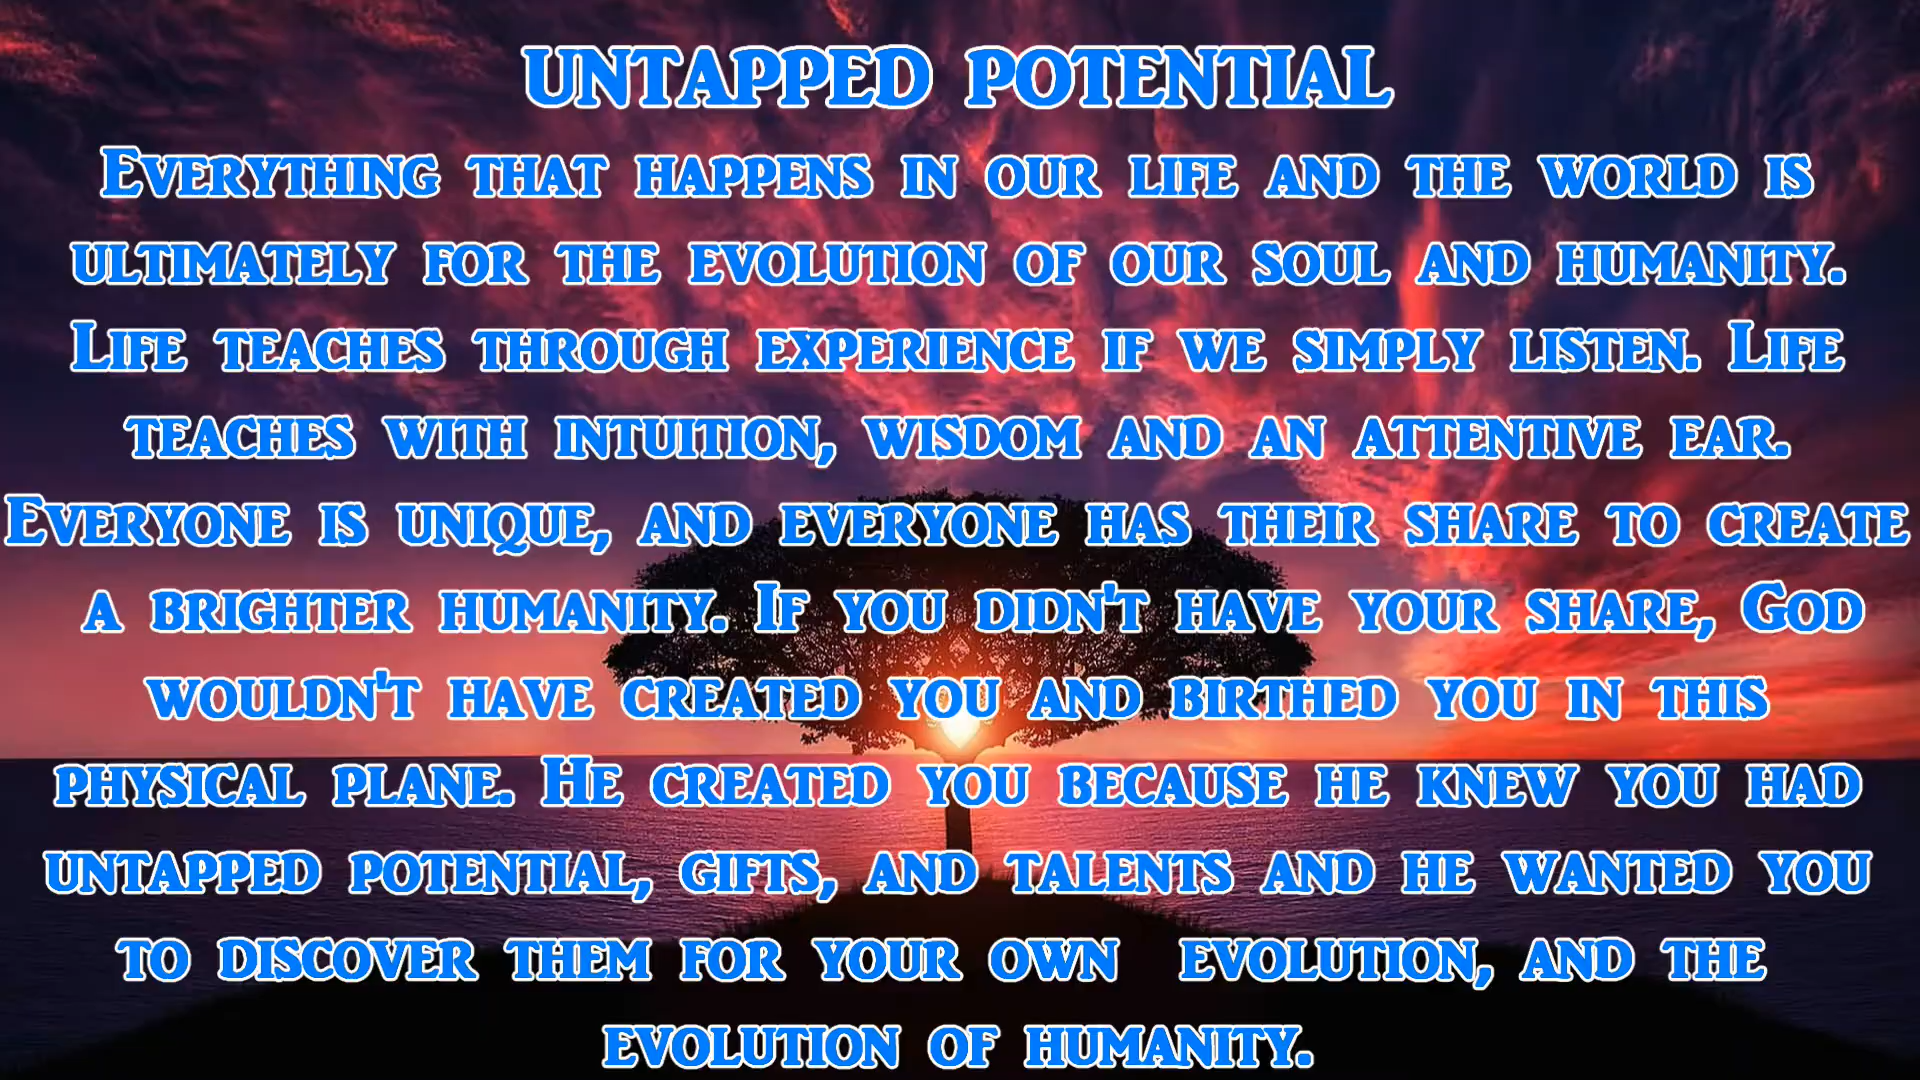 UNTAPPED POTENTIAL
Everything that happens in our life and the world is
ultimately for the evolution of our soul and humanity.
Life teaches through experience if we simply listen. Life
teaches with intuition, wisdom and an attentive ear.
Everyone is unique, and everyone has their share to create
a brighter humanity. If you didn't have your share, God
wouldn't have created you and birthed you in this
physical plane. He created you because he knew you had
untapped potential, gifts, and talents and he wanted you
to discover them for your own  evolution, and the
evolution of humanity.